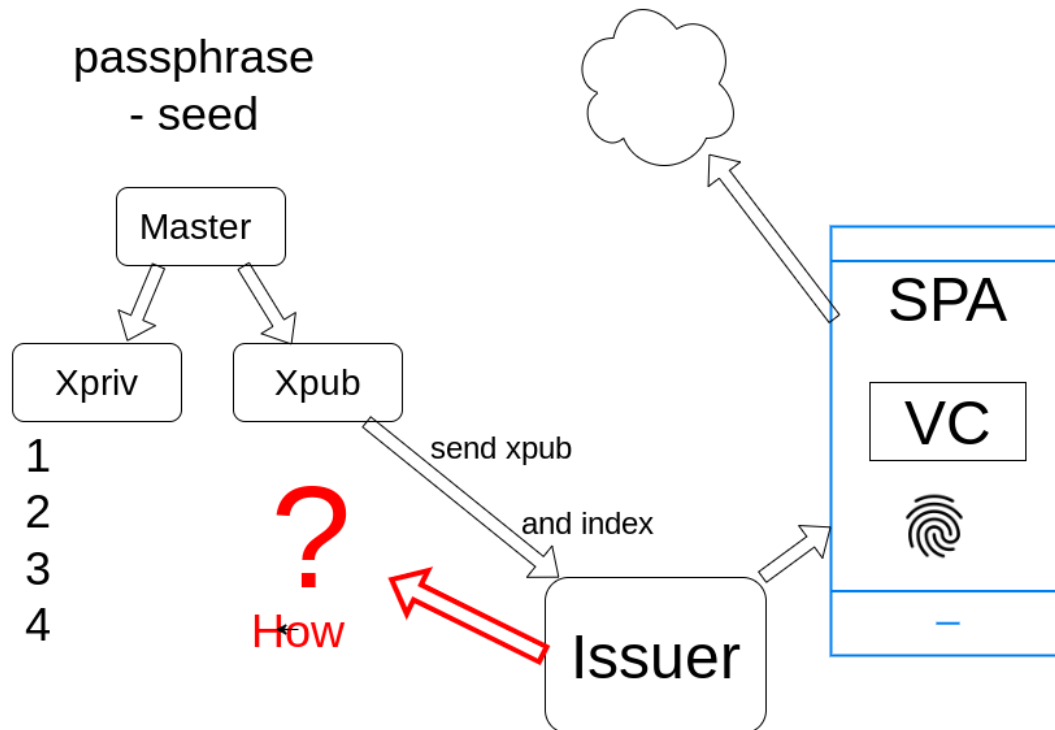 passphrase
- seed
Master
Xpriv
Xpub
1
2
3
4
send xpub
and index
?
How
Issuer
SPA
VC